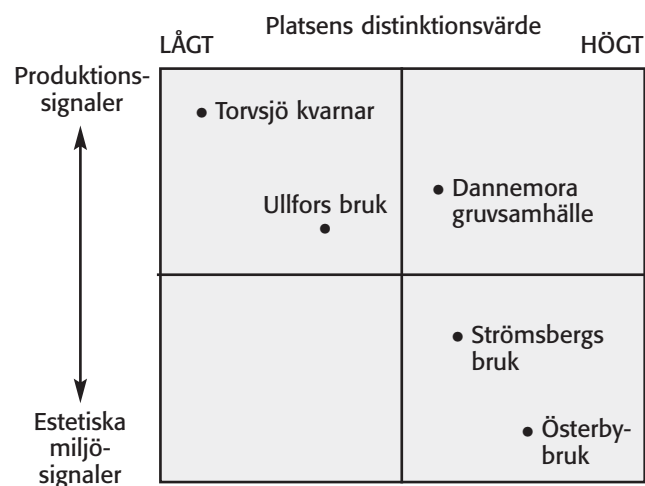 Platsens distinktionsvärde
LÅGT
HÖGT
Produktions-
signaler
Torvsjö kvarnar
Dannemora
gruvsamhälle
Ullfors bruk
Strömsbergs
bruk
Estetiska
miljö-
signaler
Österby-
bruk